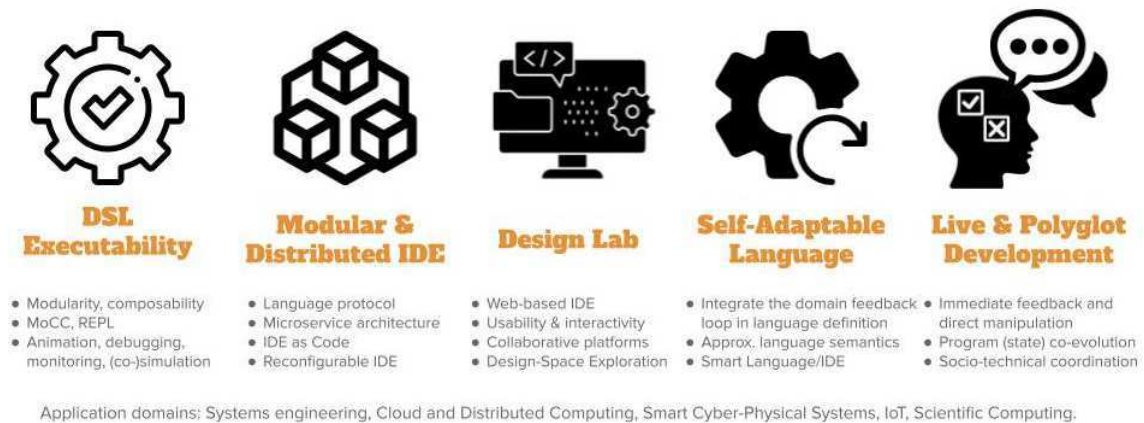 </>
DSL
Executability
● Modularity, composability
● MoCC, REPL
● Animation, debugging,
monitoring, (co-)simulation
Modular &
Distributed IDE
● Language protocol
● Microservice architecture
● IDE as Code
● Reconfigurable IDE
Design Lab
● Web-based IDE
● Usability & interactivity
● Collaborative platforms
● Design-Space Exploration
Self-Adaptable
Language
● Integrate the domain feedback
loop in language definition
● Approx. language semantics
● Smart Language/IDE
Live & Polyglot
Development
● Immediate feedback and
direct manipulation
● Program (state) co-evolution
● Socio-technical coordination
Application domains: Systems engineering, Cloud and Distributed Computing, Smart Cyber-Physical Systems, IoT, Scientific Computing.